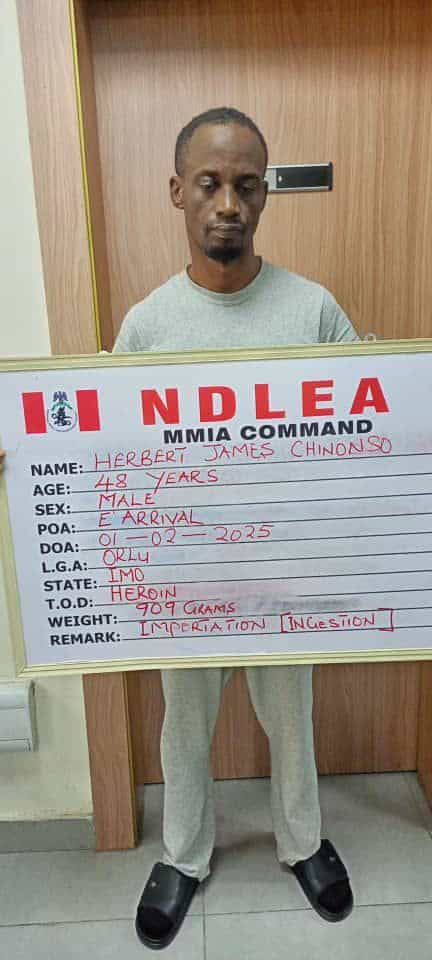 NDLEA
MMIA COMMAND
NAME: HERBERT JAMES CHINONSO
AGE: 48 YEARS
SEX: MALE
POA: E' ARRIVAL
DOA: 01-02-2025
L.G.A: ORLU
STATE: IMO
T.O.D: HEROIN
WEIGHT: 909 GRAMS
REMARK: IMPORTATION [INGESTION]